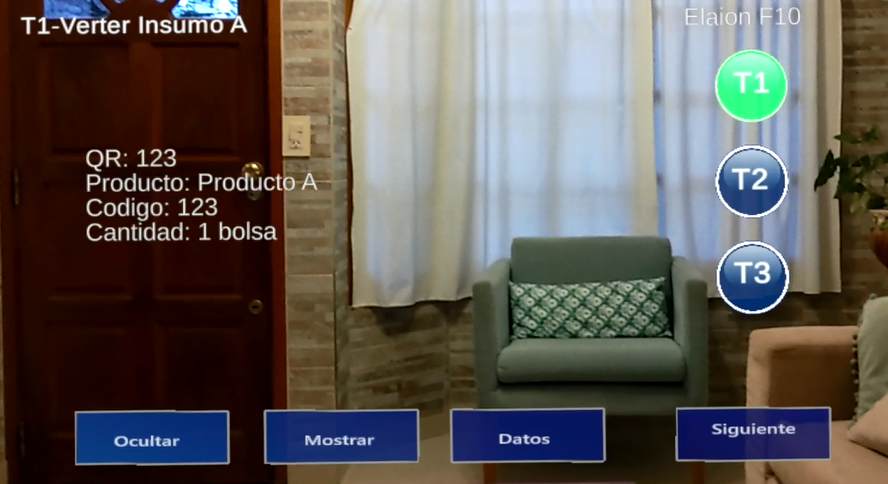 T1-Verter Insumo A
Elaion F10
T1
QR: 123
Producto: Producto A
Codigo: 123
Cantidad: 1 bolsa
T2
T3
Ocultar
Mostrar
Datos
Siguiente